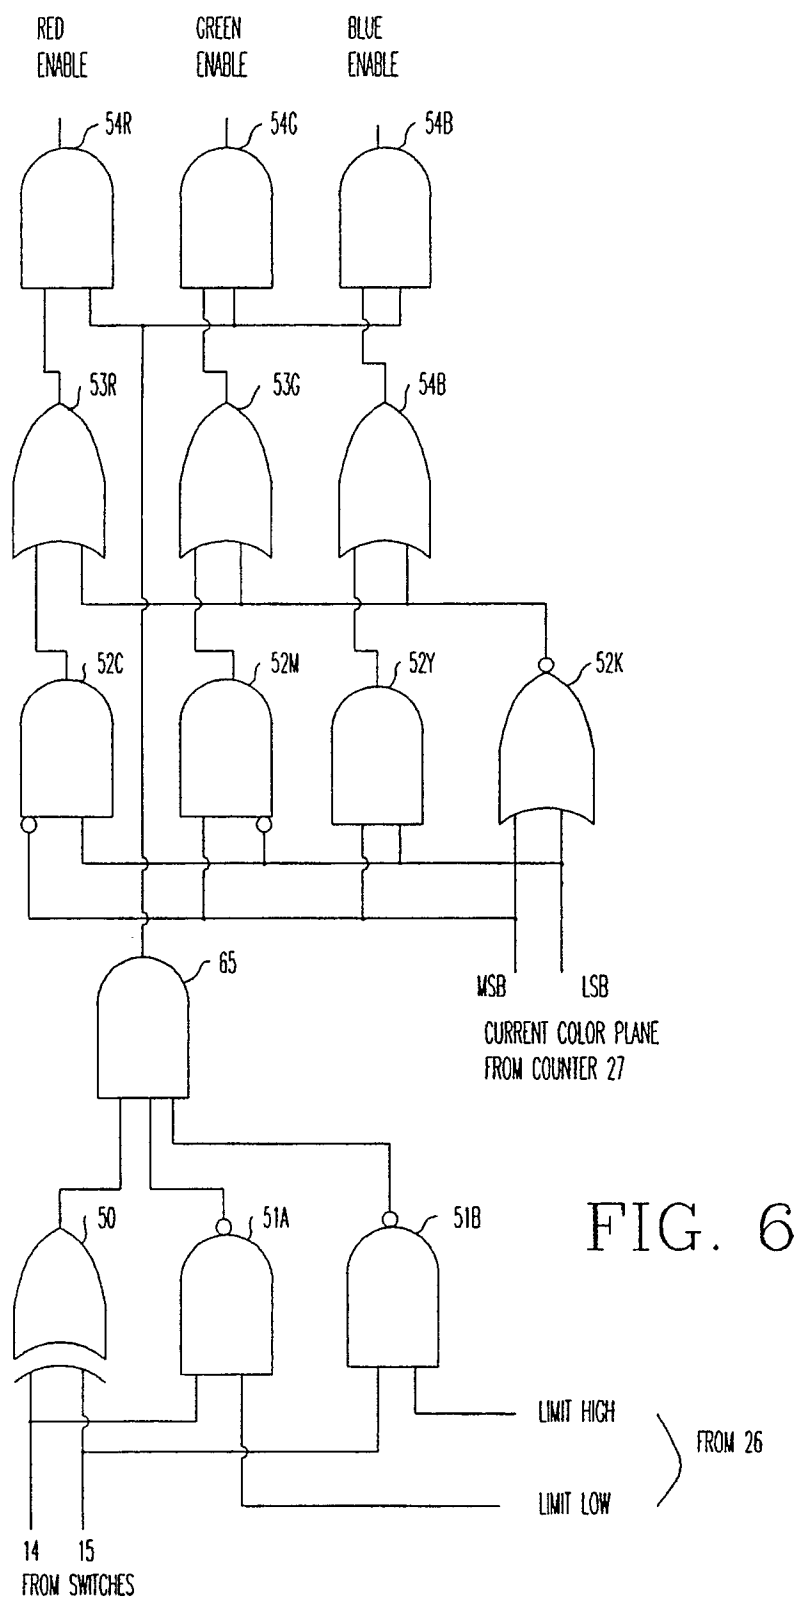 RED
ENABLE
GREEN
ENABLE
BLUE
ENABLE
54R
54G
54B
53R
53G
54B
52C
52M
52Y
52K
65
MSB
LSB
CURRENT COLOR PLANE
FROM COUNTER 27
50
51A
51B
FIG. 6
LIMIT HIGH
FROM 26
LIMIT LOW
14
15
FROM SWITCHES